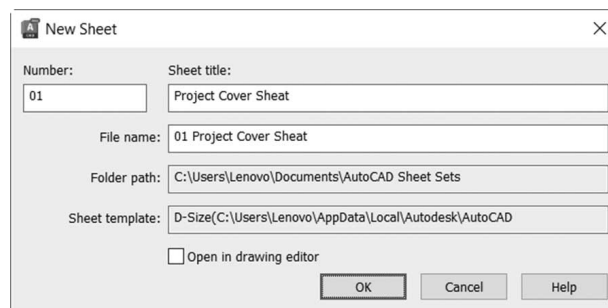 New Sheet
Number: Sheet title:
01 Project Cover Sheat
File name: 01 Project Cover Sheat
Folder path: C:\Users\Lenovo\Documents\AutoCAD Sheet Sets
Sheet template: D-Size(C:\Users\Lenovo\AppData\Local\Autodesk\AutoCAD
Open in drawing editor
OK Cancel Help